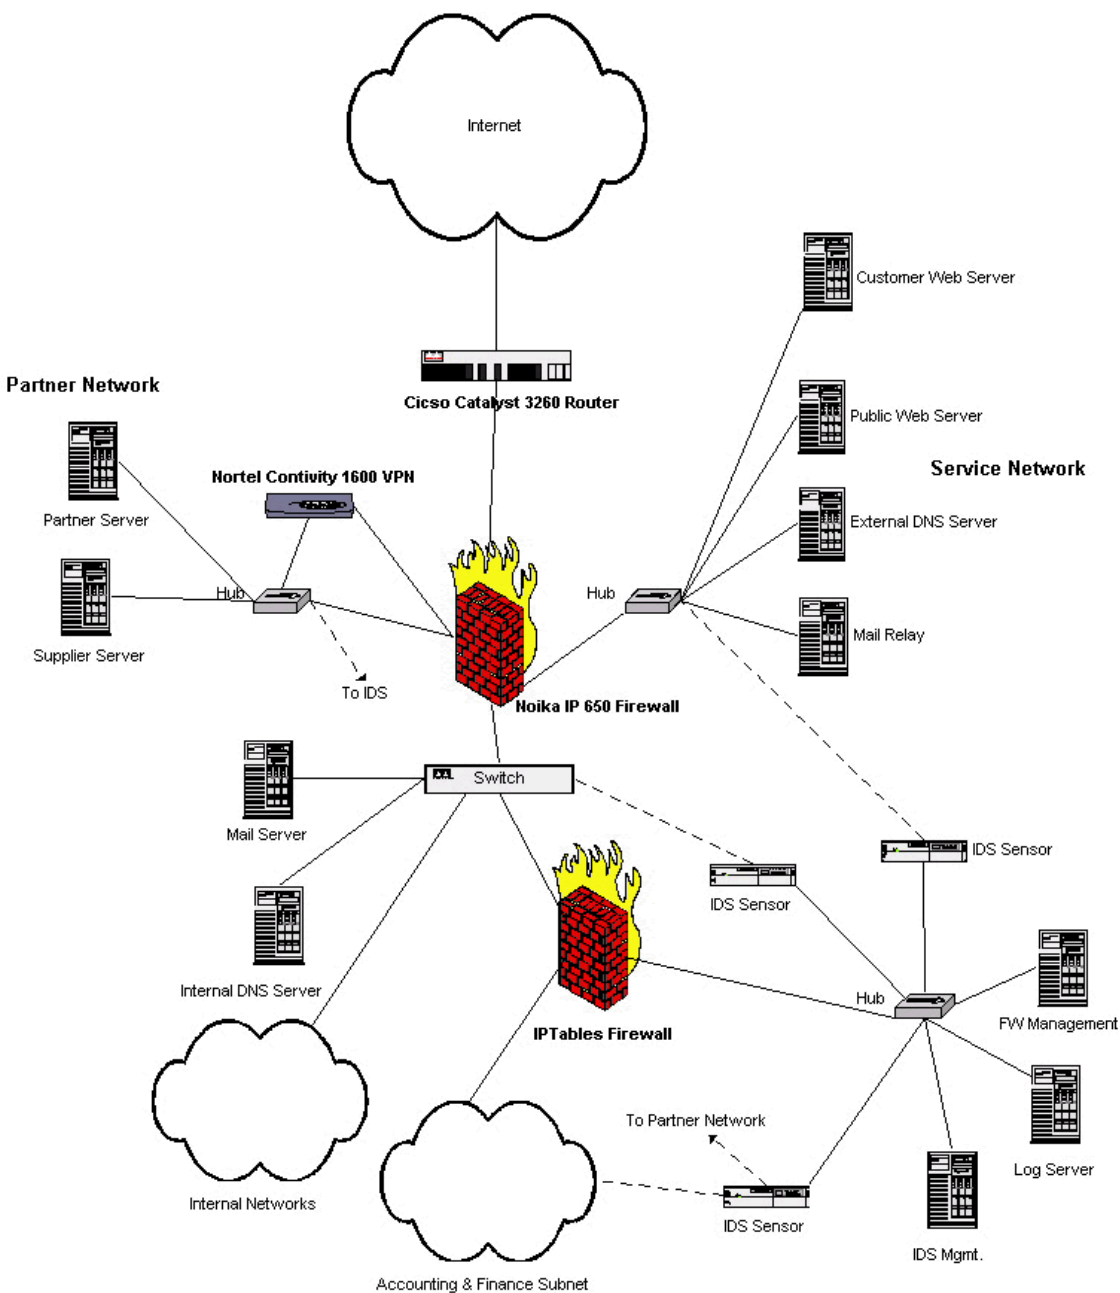 Internet
Customer Web Server
Partner Network
Cicso Catalyst 3260 Router
Public Web Server
Nortel Contivity 1600 VPN
Service Network
Partner Server
External DNS Server
Hub
Hub
Supplier Server
Mail Relay
To IDS
Noika IP 650 Firewall
Switch
Mail Server
IDS Sensor
IDS Sensor
Internal DNS Server
Hub
IPTables Firewall
FW Management
To Partner Network
Log Server
Internal Networks
IDS Sensor
IDS Mgmt.
Accounting & Finance Subnet